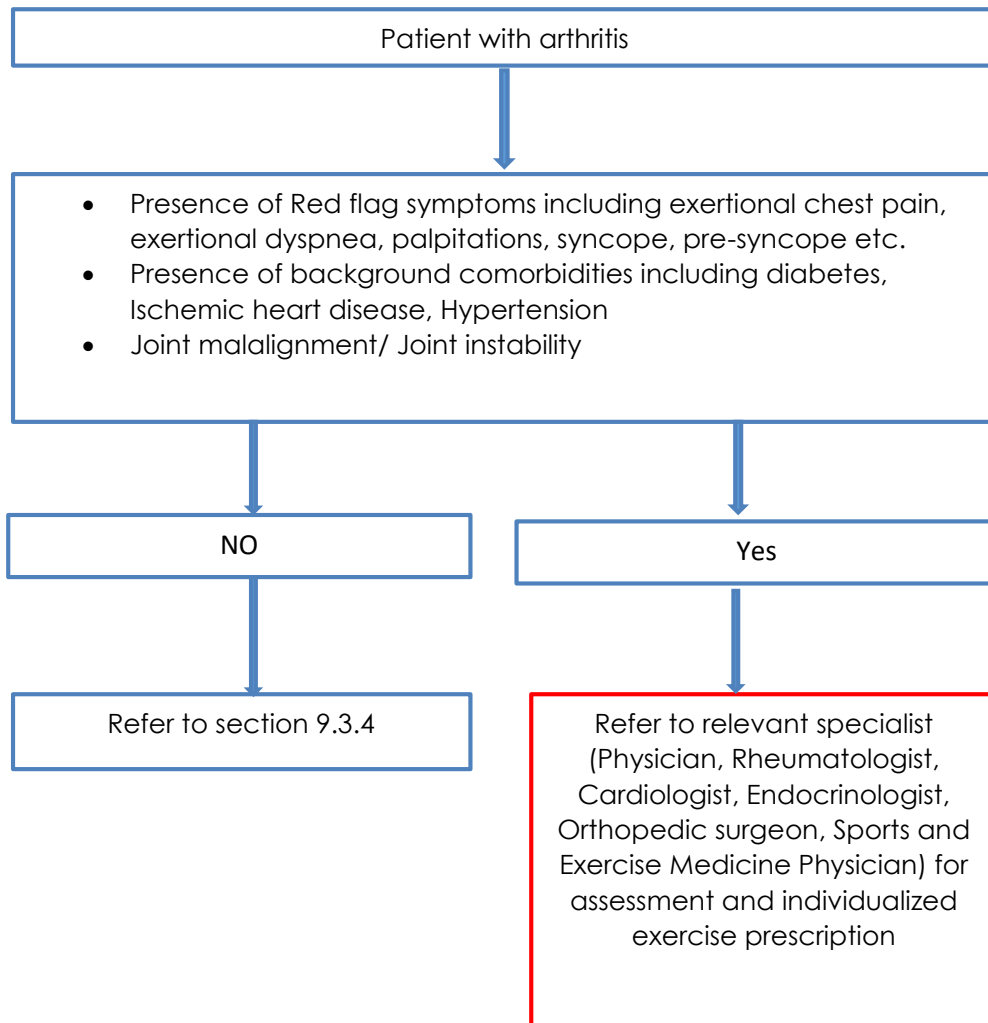 Patient with arthritis
• Presence of Red flag symptoms including exertional chest pain,
exertional dyspnea, palpitations, syncope, pre-syncope etc.
• Presence of background comorbidities including diabetes,
Ischemic heart disease, Hypertension
• Joint malalignment/ Joint instability
NO
Yes
Refer to section 9.3.4
Refer to relevant specialist
(Physician, Rheumatologist,
Cardiologist, Endocrinologist,
Orthopedic surgeon, Sports and
Exercise Medicine Physician) for
assessment and individualized
exercise prescription